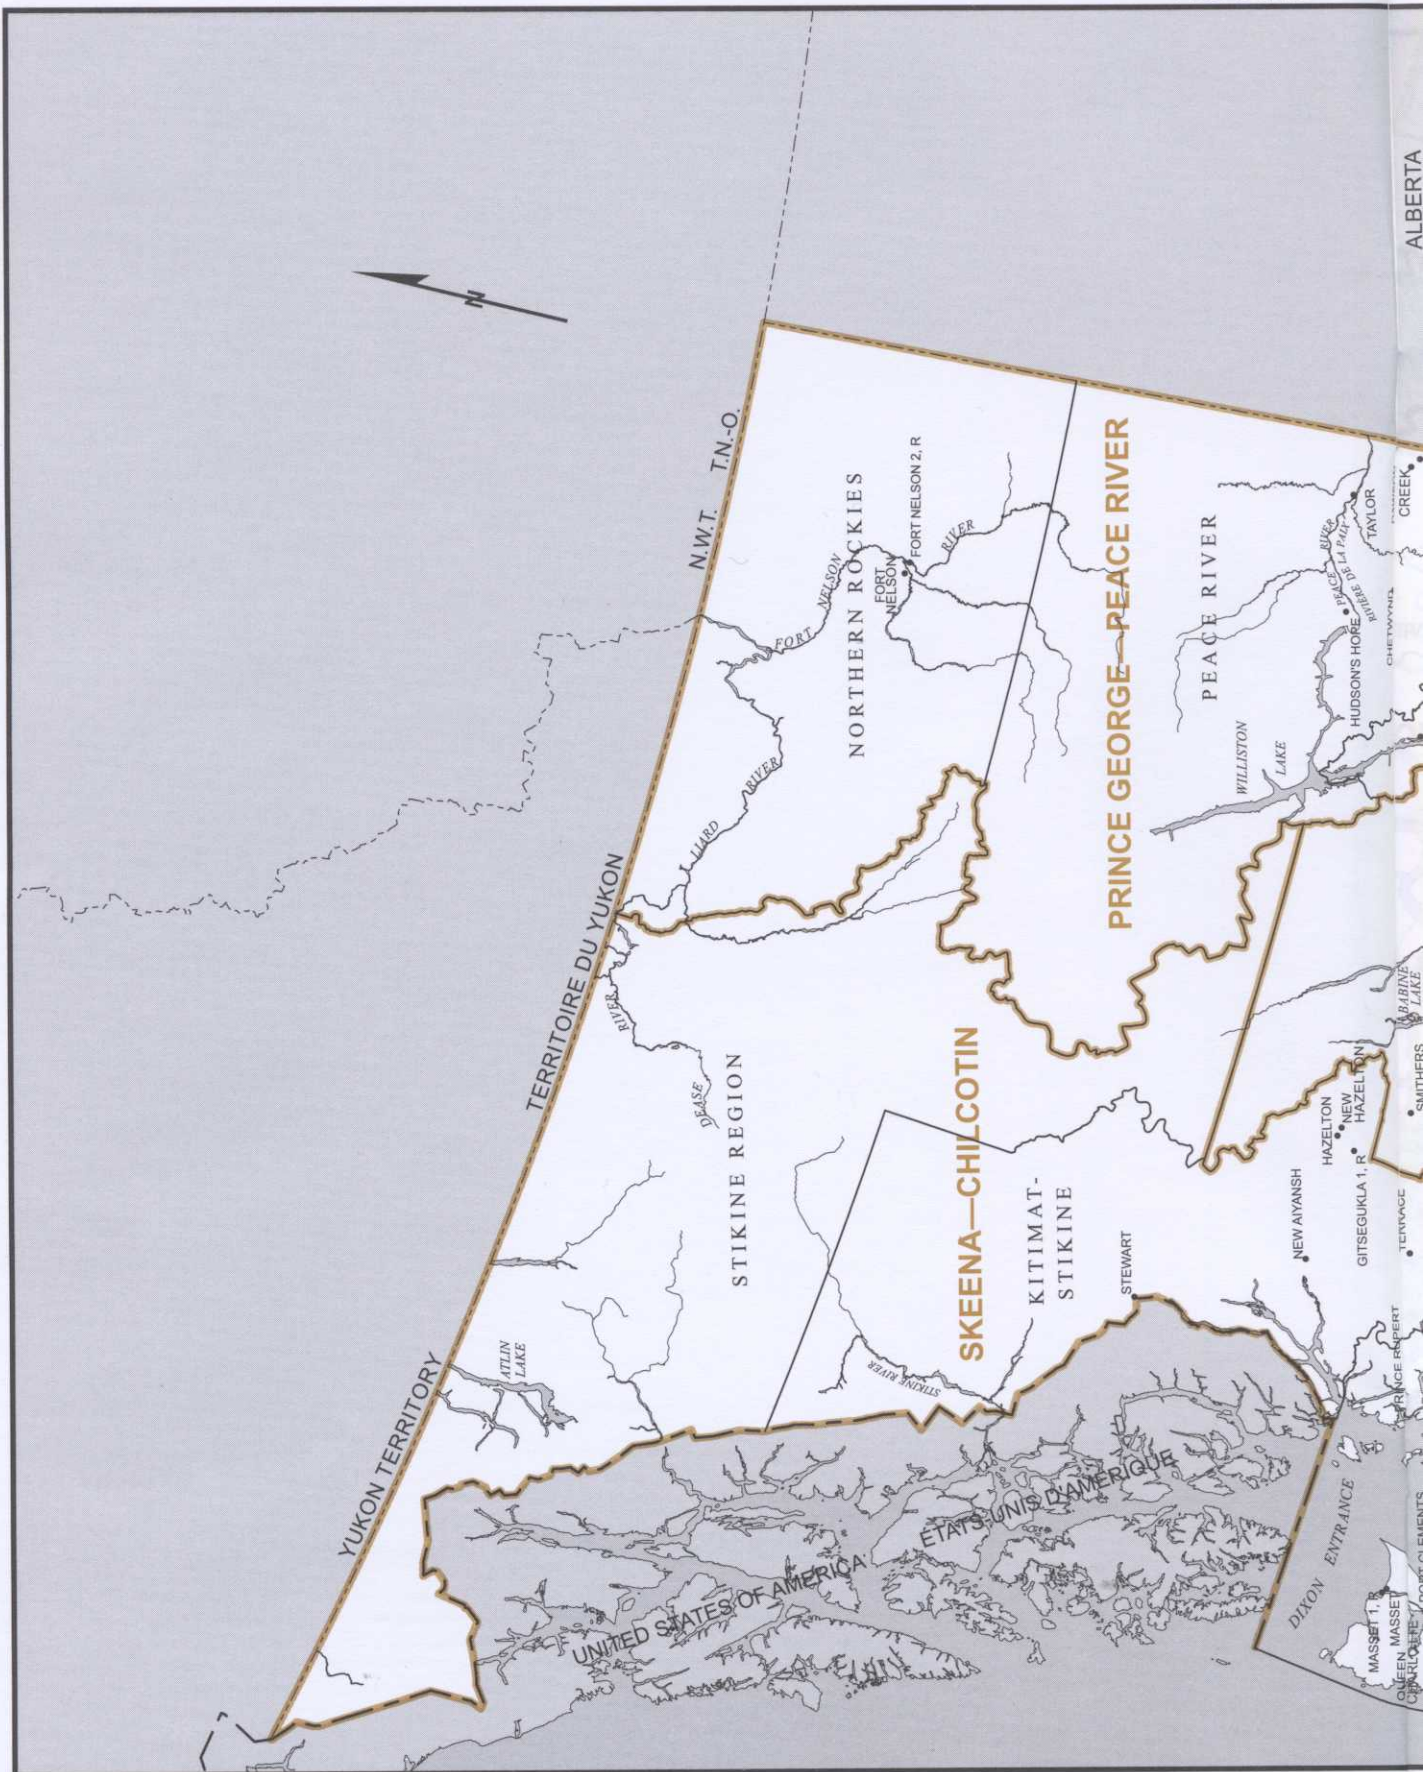 YUKON TERRITORY
TERRITOIRE DU YUKON
N.W.T.
T.N.-O.
ALBERTA
N
ATLIN
LAKE
STIKINE REGION
DEASE
RIVER
LIARD
RIVER
FORT
NELSON
RIVER
NORTHERN ROCKIES
FORT
NELSON
FORT NELSON 2, R
PRINCE GEORGE—PEACE RIVER
PEACE RIVER
WILLISTON
LAKE
HUDSON'S HOPE
PEACE RIVER
RIVIÈRE DE LA PAIX
TAYLOR
CREEK
CHETWYND
SKEENA—CHILCOTIN
KITIMAT-
STIKINE
STIKINE RIVER
STEWART
NEW AIYANSH
HAZELTON
NEW
HAZELTON
GITSEGUKLA 1, R
BABINE
LAKE
SMITHERS
TERRACE
PRINCE RUPERT
UNITED STATES OF AMERICA
ÉTATS-UNIS D'AMÉRIQUE
DIXON ENTRANCE
MASSET 1, R
MASSET
QUEEN
CHARLOTTE